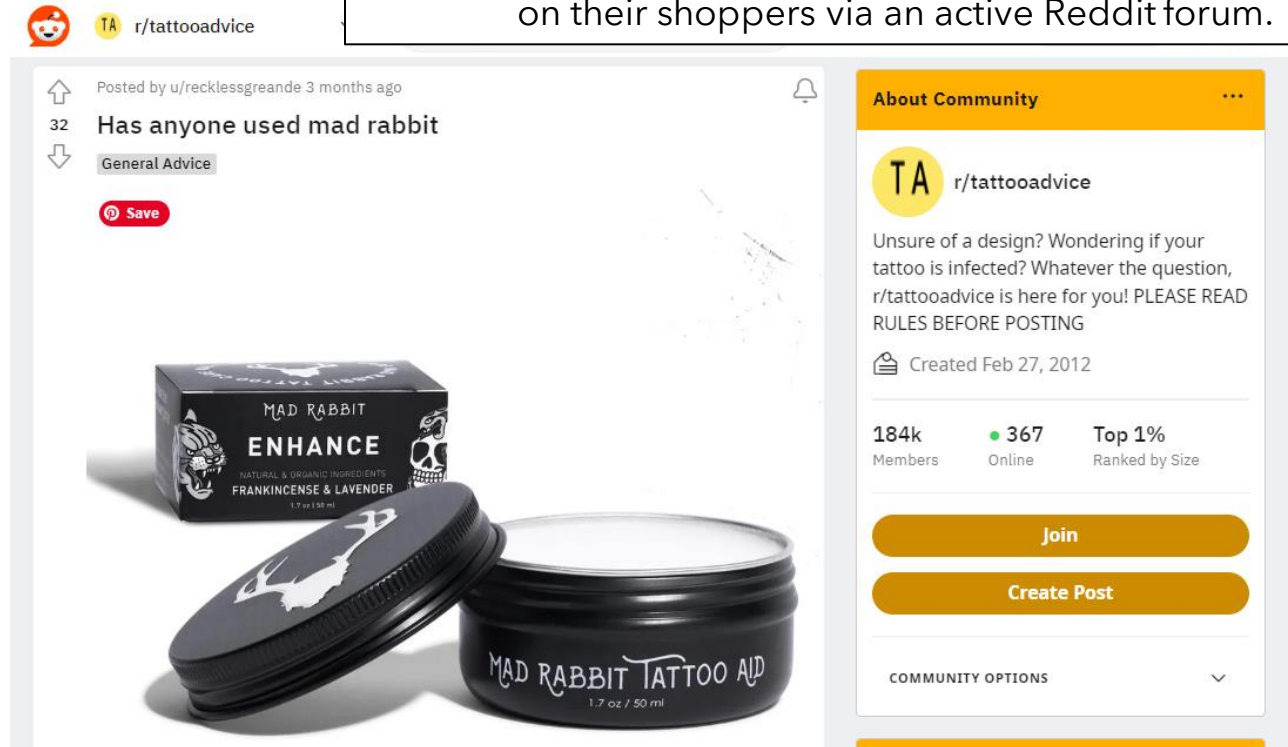 on their shoppers via an active Reddit forum.
TA r/tattooadvice
Posted by u/recklessgreande 3 months ago
32
Has anyone used mad rabbit
General Advice
Save
MAD RABBIT
ENHANCE
NATURAL & ORGANIC INGREDIENTS
FRANKINCENSE & LAVENDER
1.7 oz | 50 ml
MAD RABBIT TATTOO AID
1.7 oz / 50 ml
About Community
...
TA r/tattooadvice
Unsure of a design? Wondering if your
tattoo is infected? Whatever the question,
r/tattooadvice is here for you! PLEASE READ
RULES BEFORE POSTING
Created Feb 27, 2012
184k 367 Top 1%
Members Online Ranked by Size
Join
Create Post
COMMUNITY OPTIONS